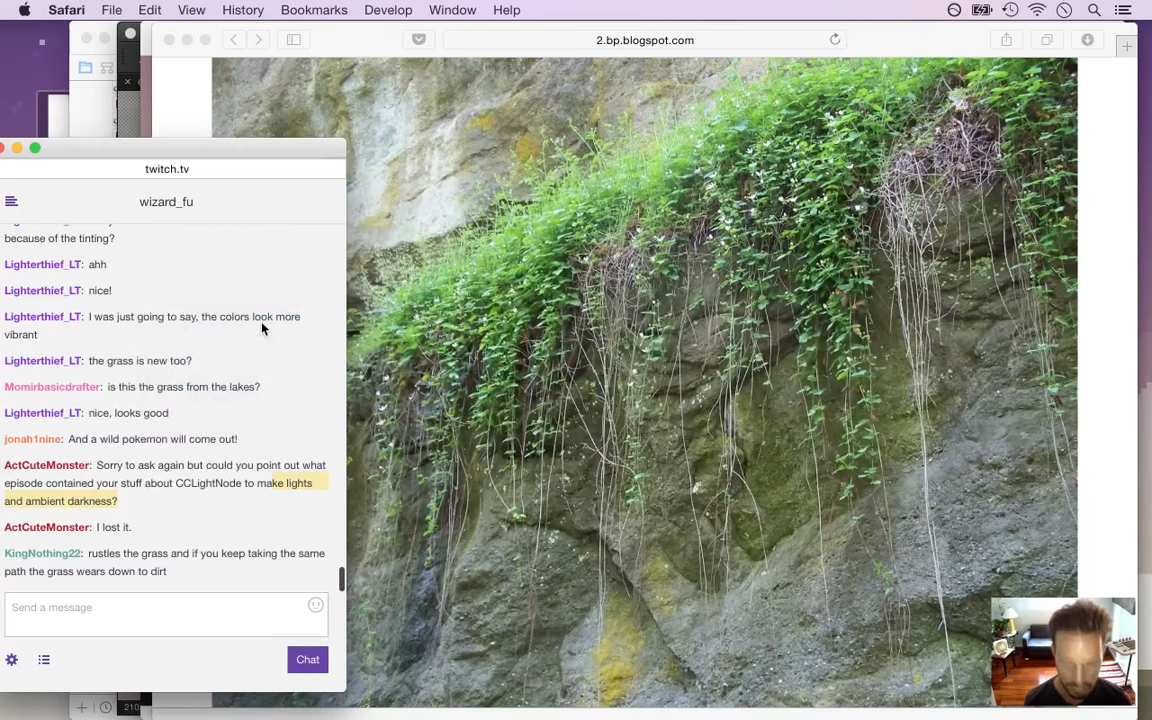 Safari File Edit View History Bookmarks Develop Window Help
2.bp.blogspot.com
twitch.tv
wizard_fu
because of the tinting?
Lighterthief_LT: ahh
Lighterthief_LT: nice!
Lighterthief_LT: I was just going to say, the colors look more
vibrant
Lighterthief_LT: the grass is new too?
Momirbasicdrafter: is this the grass from the lakes?
Lighterthief_LT: nice, looks good
jonah1nine: And a wild pokemon will come out!
ActCuteMonster: Sorry to ask again but could you point out what
episode contained your stuff about CCLightNode to make lights
and ambient darkness?
ActCuteMonster: I lost it.
KingNothing22: rustles the grass and if you keep taking the same
path the grass wears down to dirt
Send a message
Chat
210